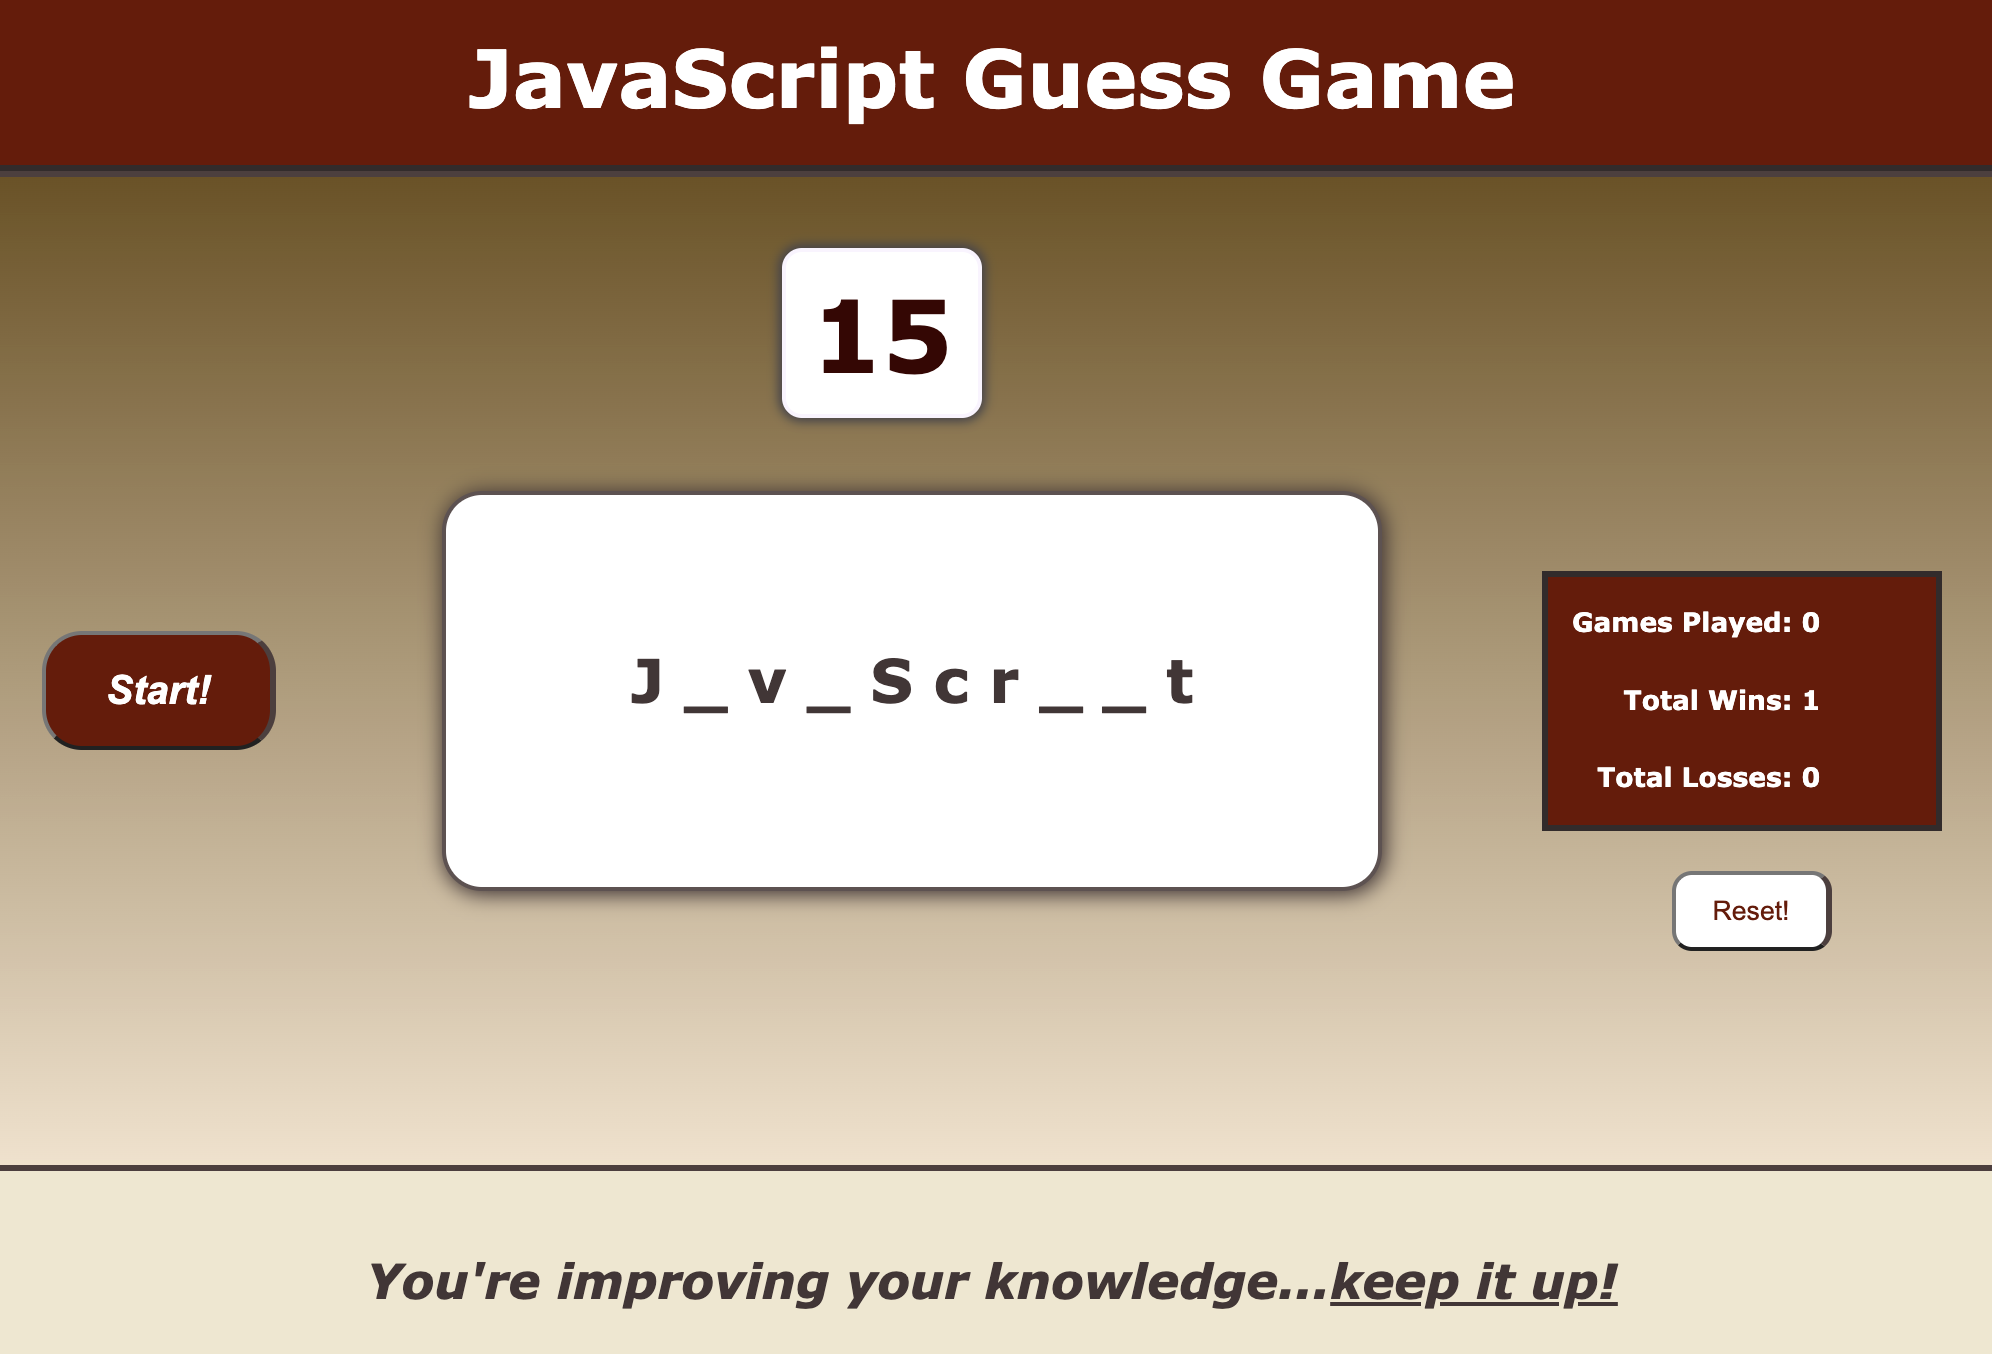 JavaScript Guess Game
15
J _ v _ S c r _ _ t
Start!
Games Played: 0
Total Wins: 1
Total Losses: 0
Reset!
You're improving your knowledge...keep it up!